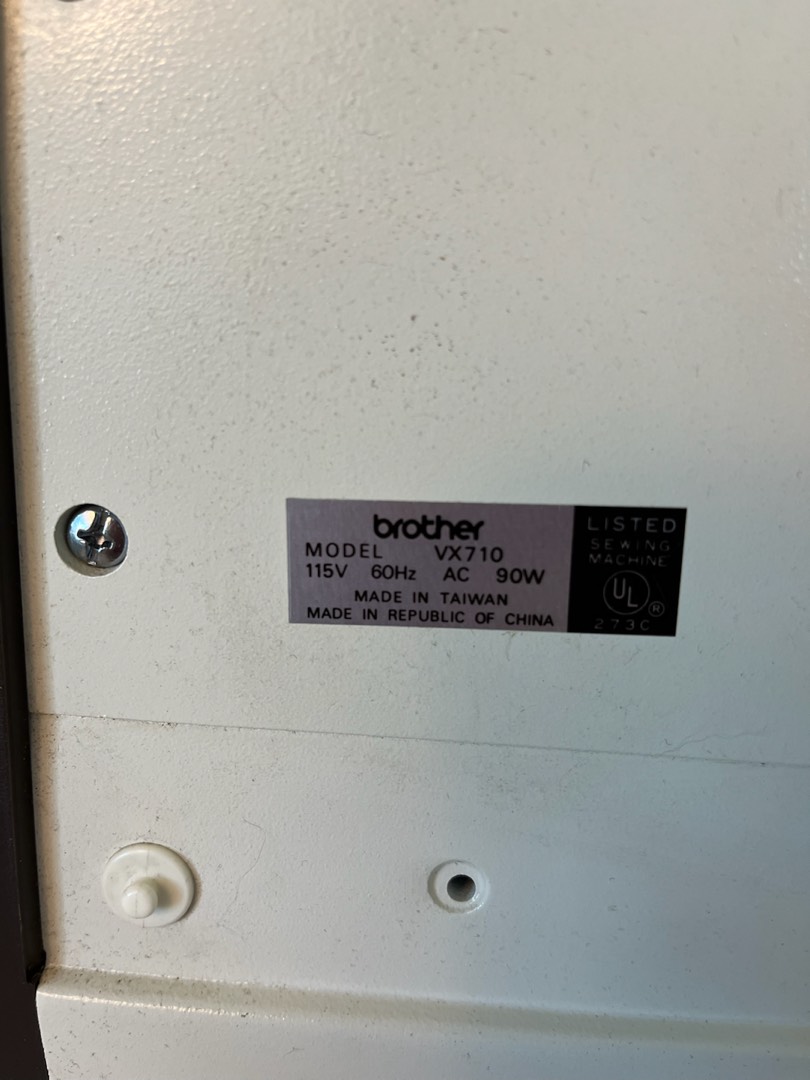 brother
MODEL VX710
115V 60Hz AC 90W
MADE IN TAIWAN
MADE IN REPUBLIC OF CHINA
LISTED
SEWING
MACHINE
UL ®
273C